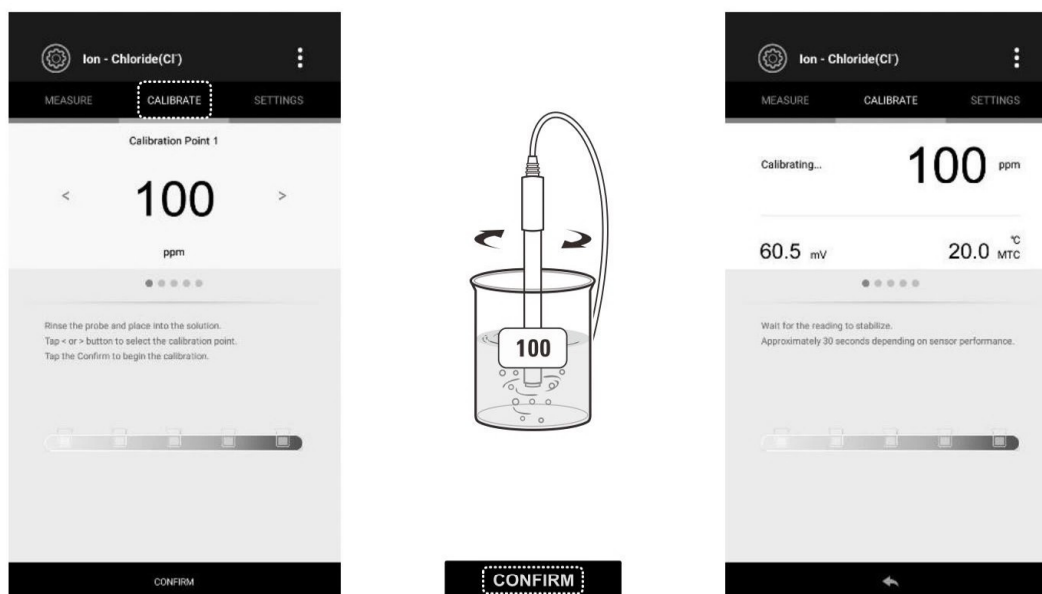 Ion - Chloride(Cl⁻)
MEASURE CALIBRATE SETTINGS
Calibration Point 1
< 100 >
ppm
Rinse the probe and place into the solution.
Tap < or > button to select the calibration point.
Tap the Confirm to begin the calibration.
CONFIRM
100
CONFIRM
Ion - Chloride(Cl⁻)
MEASURE CALIBRATE SETTINGS
Calibrating... 100 ppm
60.5 mV 20.0 °C MTC
Wait for the reading to stabilize.
Approximately 30 seconds depending on sensor performance.